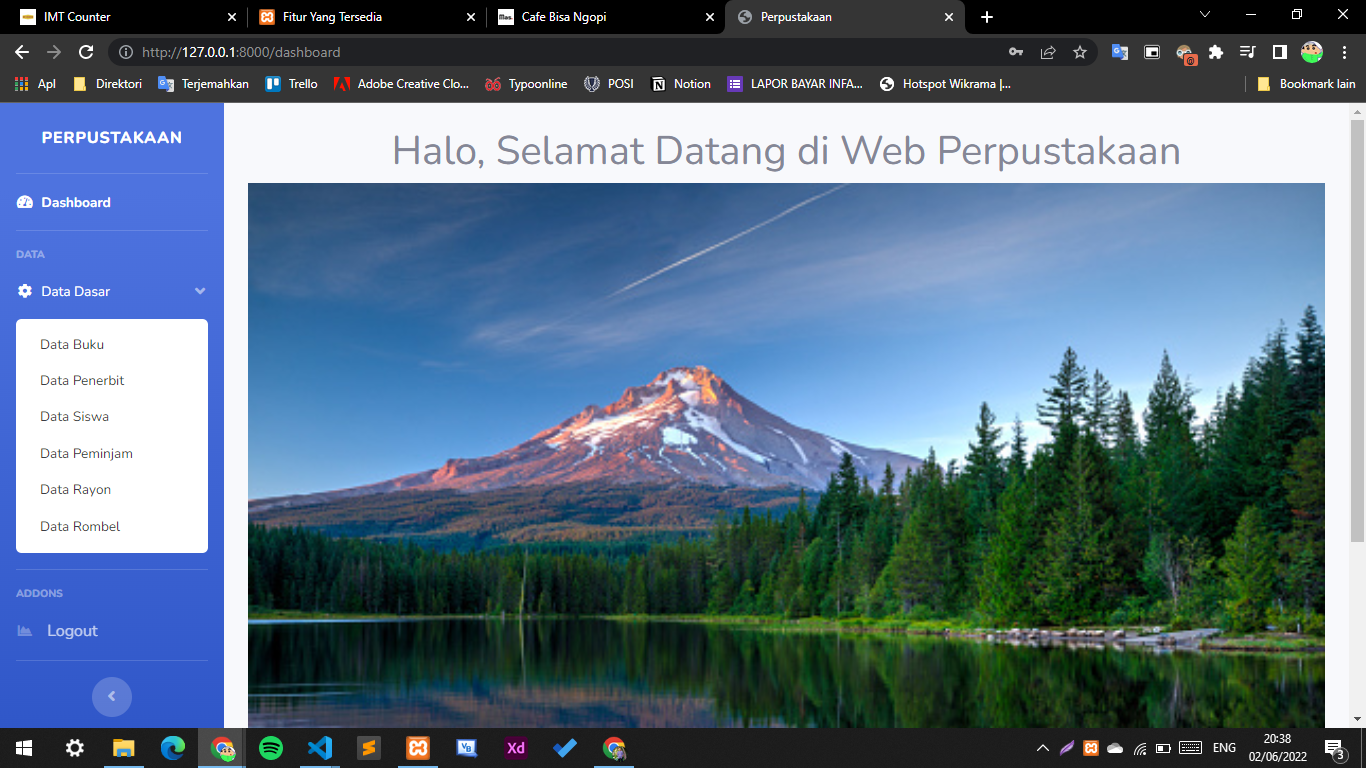 IMT Counter
Fitur Yang Tersedia
Mas. Cafe Bisa Ngopi
Perpustakaan
http://127.0.0.1:8000/dashboard
Apl Direktori Terjemahkan Trello Adobe Creative Clo... Typoonline POSI Notion LAPOR BAYAR INFA... Hotspot Wikrama |... Bookmark lain
PERPUSTAKAAN
Dashboard
DATA
Data Dasar
Data Buku
Data Penerbit
Data Siswa
Data Peminjam
Data Rayon
Data Rombel
ADDONS
Logout
Halo, Selamat Datang di Web Perpustakaan
Xd
ENG
20:38
02/06/2022
3